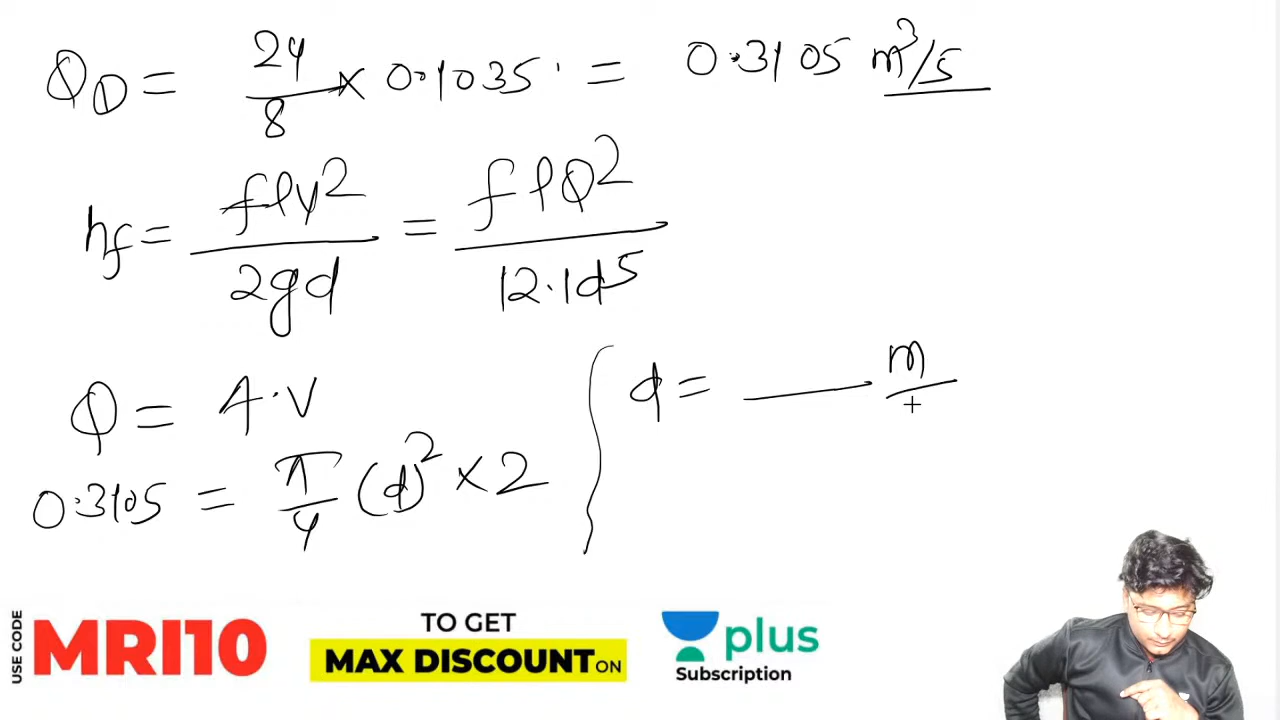 Q_D = 24/8 × 0.1035 = 0.3105 m³/s
hf = flv²/2gd = flQ²/12.1d⁵
Q = A·V
0.3105 = π/4 (d)² × 2
d = ____ m
USE CODE
MRI10
TO GET
MAX DISCOUNT ON
plus
Subscription